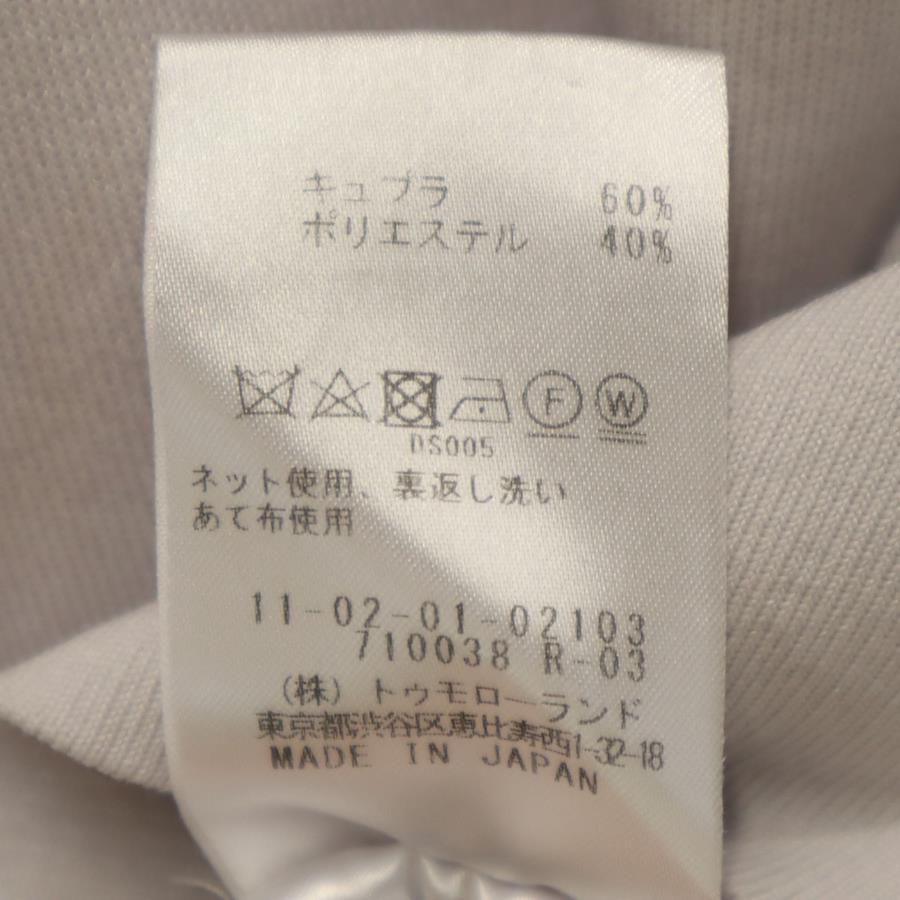 キュプラ 60%
ポリエステル 40%
F W
DS005
ネット使用、裏返し洗い
あて布使用
11-02-01-02103
710038 R-03
(株)トゥモローランド
東京都渋谷区恵比寿西1-32-18
MADE IN JAPAN